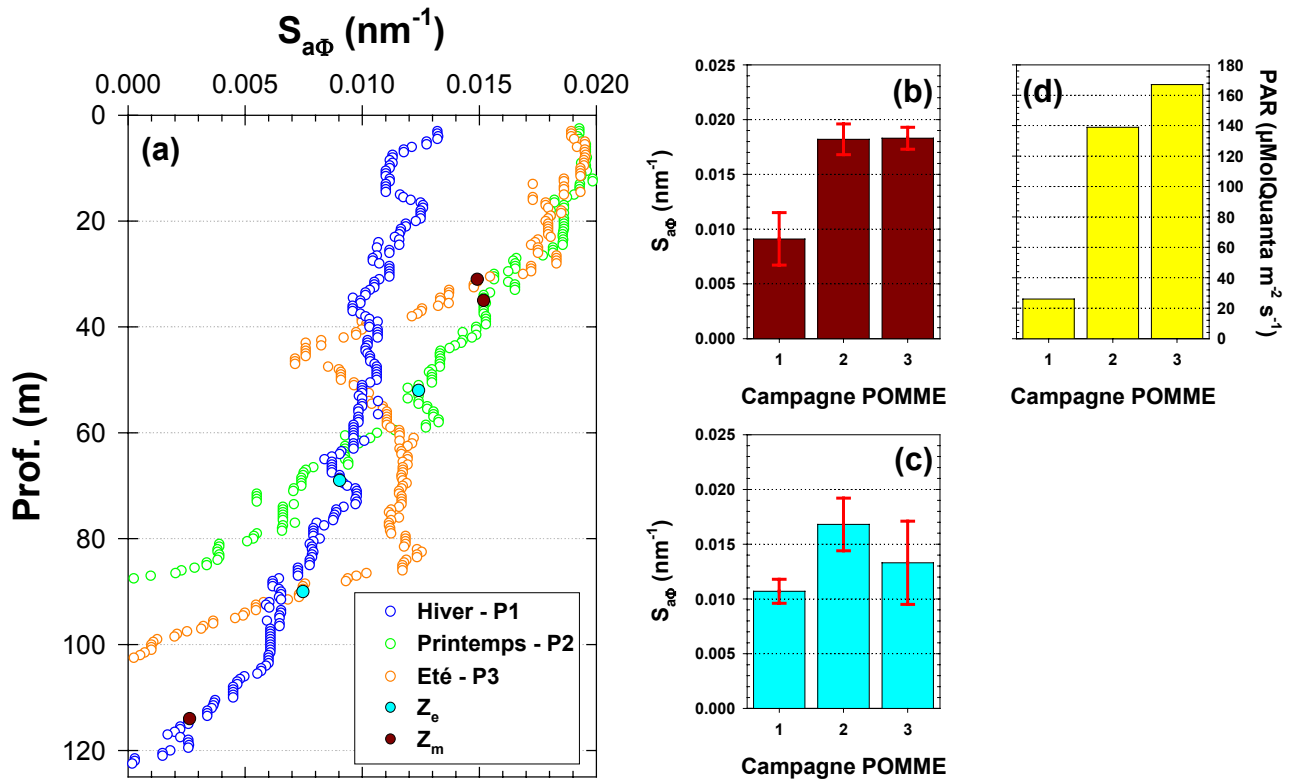 SaΦ (nm-1)
0.000 0.005 0.010 0.015 0.020
0
20
40
60
80
100
120
Prof. (m)
(a)
Hiver - P1
Printemps - P2
Eté - P3
Ze
Zm
(b)
SaΦ (nm-1)
0.025
0.020
0.015
0.010
0.005
0.000
1 2 3
Campagne POMME
(d)
PAR (µMolQuanta m-2 s-1)
180
160
140
120
100
80
60
40
20
0
1 2 3
Campagne POMME
(c)
SaΦ (nm-1)
0.025
0.020
0.015
0.010
0.005
0.000
1 2 3
Campagne POMME